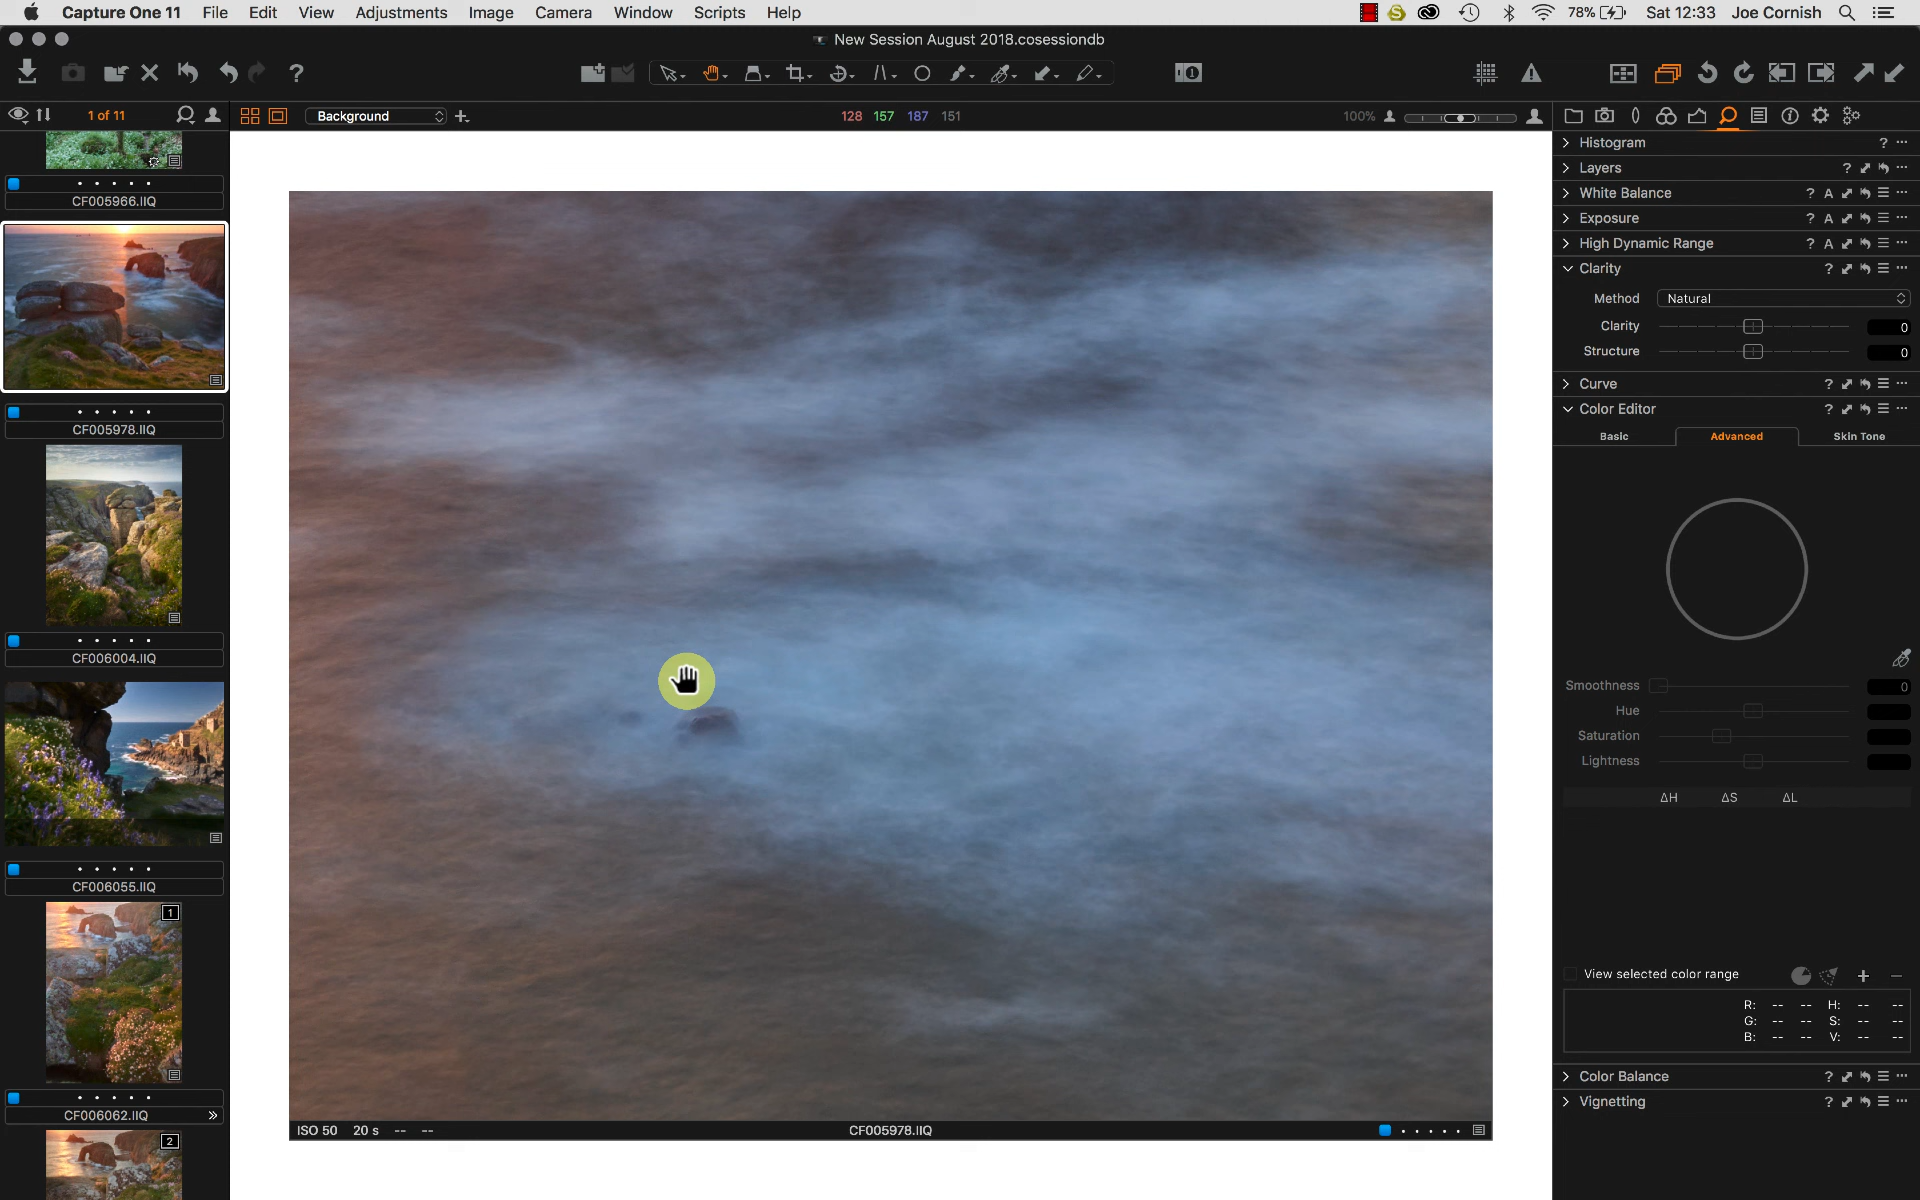 Capture One 11 File Edit View Adjustments Image Camera Window Scripts Help 78% Sat 12:33 Joe Cornish
New Session August 2018.cosessiondb
1 of 11 Background 128 157 187 151 100%
CF005966.IIQ
CF005978.IIQ
CF006004.IIQ
CF006055.IIQ
1
CF006062.IIQ
2
ISO 50 20 s -- -- CF005978.IIQ
Histogram ?
Layers ?
White Balance ? A
Exposure ? A
High Dynamic Range ? A
Clarity ?
Method Natural
Clarity 0
Structure 0
Curve ?
Color Editor ?
Basic Advanced Skin Tone
Smoothness 0
Hue
Saturation
Lightness
ΔH ΔS ΔL
View selected color range
R: -- -- H: -- --
G: -- -- S: -- --
B: -- -- V: -- --
Color Balance ?
Vignetting ?